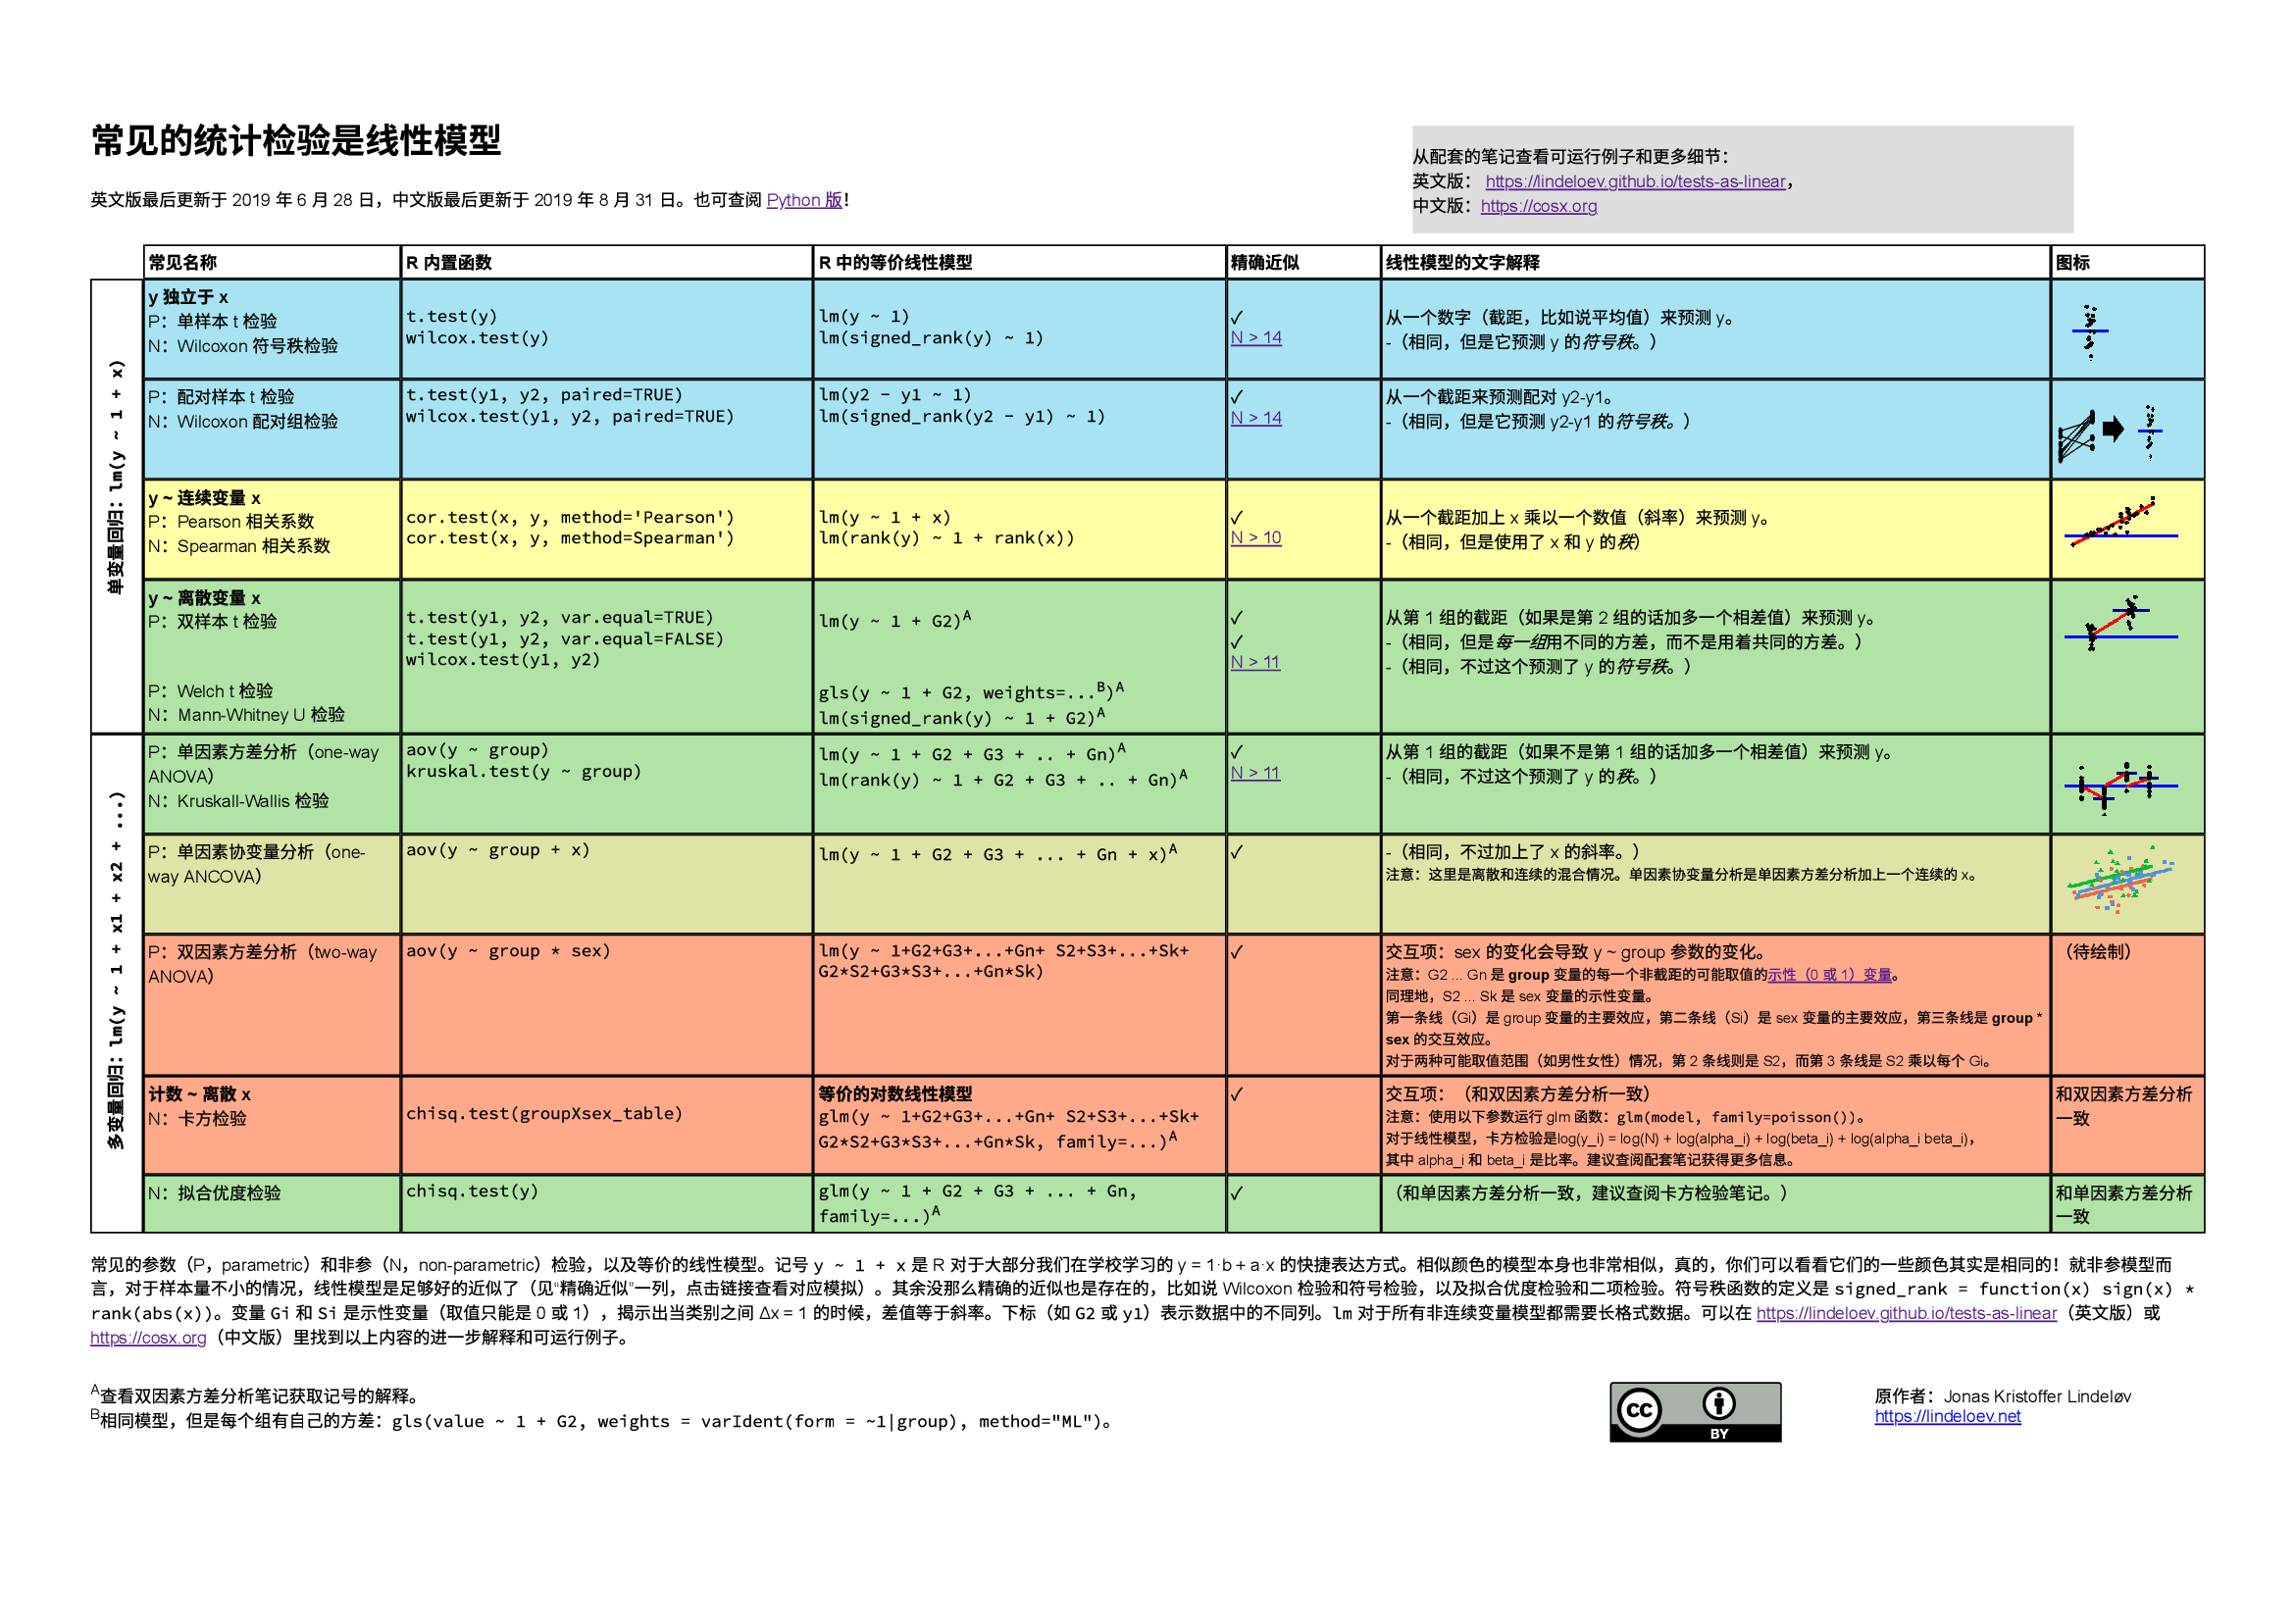 常见的统计检验是线性模型
英文版最后更新于 2019 年 6 月 28 日，中文版最后更新于 2019 年 8 月 31 日。也可查阅 Python 版！
从配套的笔记查看可运行例子和更多细节：
英文版： https://lindeloev.github.io/tests-as-linear，
中文版：https://cosx.org
常见名称 R 内置函数 R 中的等价线性模型 精确近似 线性模型的文字解释 图标
单变量回归：lm(y ~ 1 + x)
y 独立于 x
P：单样本 t 检验
N：Wilcoxon 符号秩检验
t.test(y)
wilcox.test(y)
lm(y ~ 1)
lm(signed_rank(y) ~ 1)
✓
N > 14
从一个数字（截距，比如说平均值）来预测 y。
-（相同，但是它预测 y 的符号秩。）
P：配对样本 t 检验
N：Wilcoxon 配对组检验
t.test(y1, y2, paired=TRUE)
wilcox.test(y1, y2, paired=TRUE)
lm(y2 - y1 ~ 1)
lm(signed_rank(y2 - y1) ~ 1)
✓
N > 14
从一个截距来预测配对 y2-y1。
-（相同，但是它预测 y2-y1 的符号秩。）
y ~ 连续变量 x
P：Pearson 相关系数
N：Spearman 相关系数
cor.test(x, y, method='Pearson')
cor.test(x, y, method=Spearman')
lm(y ~ 1 + x)
lm(rank(y) ~ 1 + rank(x))
✓
N > 10
从一个截距加上 x 乘以一个数值（斜率）来预测 y。
-（相同，但是使用了 x 和 y 的秩）
y ~ 离散变量 x
P：双样本 t 检验
P：Welch t 检验
N：Mann-Whitney U 检验
t.test(y1, y2, var.equal=TRUE)
t.test(y1, y2, var.equal=FALSE)
wilcox.test(y1, y2)
lm(y ~ 1 + G2)A
gls(y ~ 1 + G2, weights=...B)A
lm(signed_rank(y) ~ 1 + G2)A
✓
✓
N > 11
从第 1 组的截距（如果是第 2 组的话加多一个相差值）来预测 y。
-（相同，但是每一组用不同的方差，而不是用着共同的方差。）
-（相同，不过这个预测了 y 的符号秩。）
多变量回归：lm(y ~ 1 + x1 + x2 + ...)
P：单因素方差分析（one-way
ANOVA）
N：Kruskall-Wallis 检验
aov(y ~ group)
kruskal.test(y ~ group)
lm(y ~ 1 + G2 + G3 + .. + Gn)A
lm(rank(y) ~ 1 + G2 + G3 + .. + Gn)A
✓
N > 11
从第 1 组的截距（如果不是第 1 组的话加多一个相差值）来预测 y。
-（相同，不过这个预测了 y 的秩。）
P：单因素协变量分析（one-
way ANCOVA）
aov(y ~ group + x)
lm(y ~ 1 + G2 + G3 + ... + Gn + x)A
✓
-（相同，不过加上了 x 的斜率。）
注意：这里是离散和连续的混合情况。单因素协变量分析是单因素方差分析加上一个连续的 x。
P：双因素方差分析（two-way
ANOVA）
aov(y ~ group * sex)
lm(y ~ 1+G2+G3+...+Gn+ S2+S3+...+Sk+
G2*S2+G3*S3+...+Gn*Sk)
✓
交互项：sex 的变化会导致 y ~ group 参数的变化。
注意：G2 ... Gn 是 group 变量的每一个非截距的可能取值的示性（0 或 1）变量。
同理地，S2 ... Sk 是 sex 变量的示性变量。
第一条线（Gi）是 group 变量的主要效应，第二条线（Si）是 sex 变量的主要效应，第三条线是 group *
sex 的交互效应。
对于两种可能取值范围（如男性女性）情况，第 2 条线则是 S2，而第 3 条线是 S2 乘以每个 Gi。
（待绘制）
计数 ~ 离散 x
N：卡方检验
chisq.test(groupXsex_table)
等价的对数线性模型
glm(y ~ 1+G2+G3+...+Gn+ S2+S3+...+Sk+
G2*S2+G3*S3+...+Gn*Sk, family=...)A
✓
交互项：（和双因素方差分析一致）
注意：使用以下参数运行 glm 函数：glm(model, family=poisson())。
对于线性模型，卡方检验是log(y_i) = log(N) + log(alpha_i) + log(beta_i) + log(alpha_i beta_i)，
其中 alpha_i 和 beta_i 是比率。建议查阅配套笔记获得更多信息。
和双因素方差分析
一致
N：拟合优度检验
chisq.test(y)
glm(y ~ 1 + G2 + G3 + ... + Gn,
family=...)A
✓
（和单因素方差分析一致，建议查阅卡方检验笔记。）
和单因素方差分析
一致
常见的参数（P，parametric）和非参（N，non-parametric）检验，以及等价的线性模型。记号 y ~ 1 + x 是 R 对于大部分我们在学校学习的 y = 1·b + a·x 的快捷表达方式。相似颜色的模型本身也非常相似，真的，你们可以看看它们的一些颜色其实是相同的！就非参模型而
言，对于样本量不小的情况，线性模型是足够好的近似了（见“精确近似”一列，点击链接查看对应模拟）。其余没那么精确的近似也是存在的，比如说 Wilcoxon 检验和符号检验，以及拟合优度检验和二项检验。符号秩函数的定义是 signed_rank = function(x) sign(x) *
rank(abs(x))。变量 Gi 和 Si 是示性变量（取值只能是 0 或 1），揭示出当类别之间 Δx = 1 的时候，差值等于斜率。下标（如 G2 或 y1）表示数据中的不同列。lm 对于所有非连续变量模型都需要长格式数据。可以在 https://lindeloev.github.io/tests-as-linear（英文版）或
https://cosx.org（中文版）里找到以上内容的进一步解释和可运行例子。
A查看双因素方差分析笔记获取记号的解释。
B相同模型，但是每个组有自己的方差：gls(value ~ 1 + G2, weights = varIdent(form = ~1|group), method="ML")。
cc
BY
原作者：Jonas Kristoffer Lindeløv
https://lindeloev.net